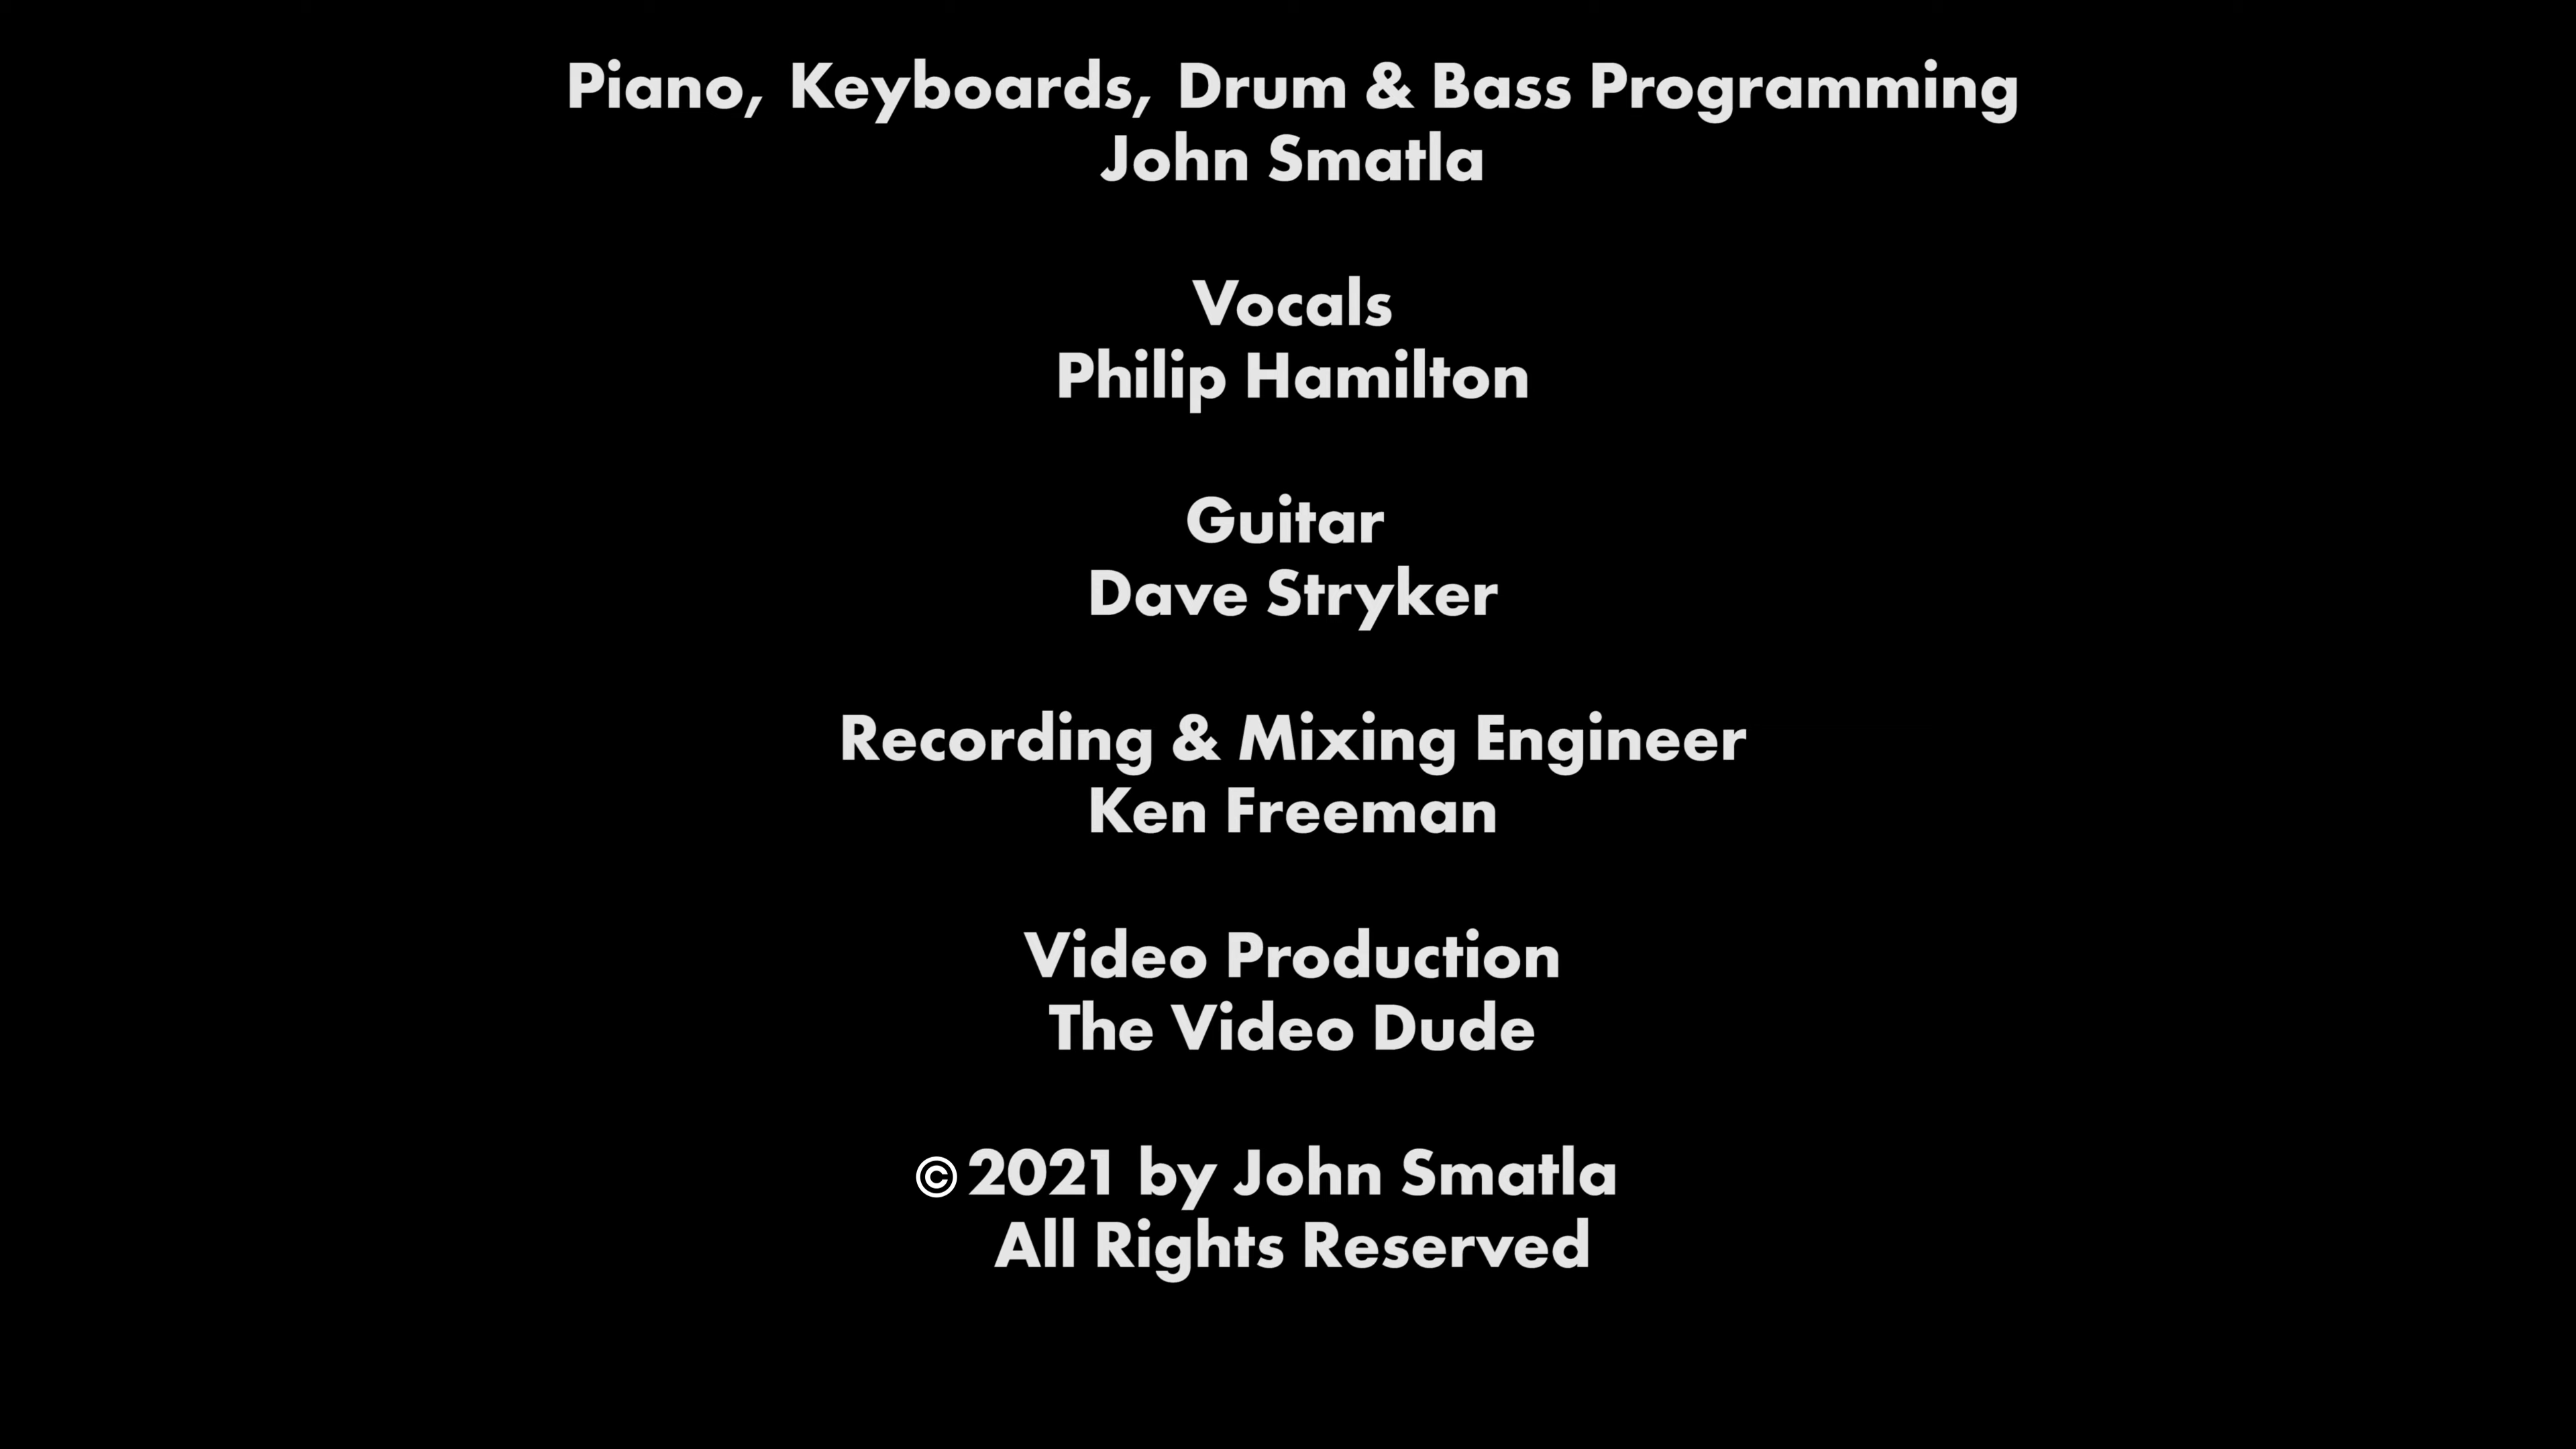 Piano, Keyboards, Drum & Bass Programming
John Smatla
Vocals
Philip Hamilton
Guitar
Dave Stryker
Recording & Mixing Engineer
Ken Freeman
Video Production
The Video Dude
© 2021 by John Smatla
All Rights Reserved